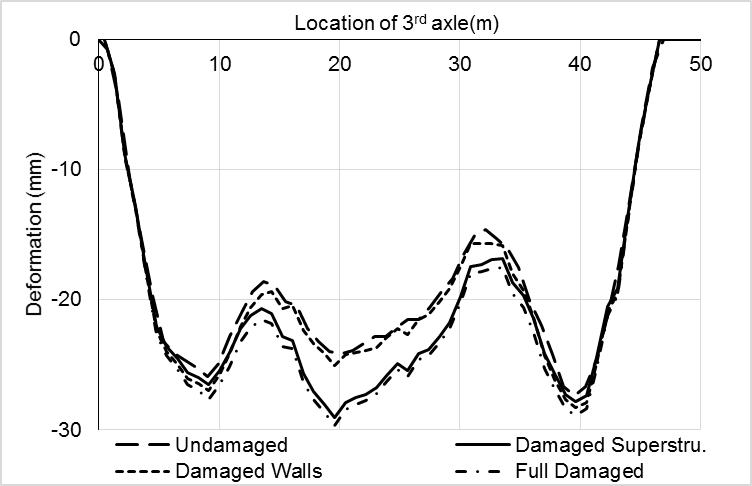 Location of 3rd axle(m)
0
0 10 20 30 40 50
-10
Deformation (mm)
-20
-30
Undamaged Damaged Superstru.
Damaged Walls Full Damaged